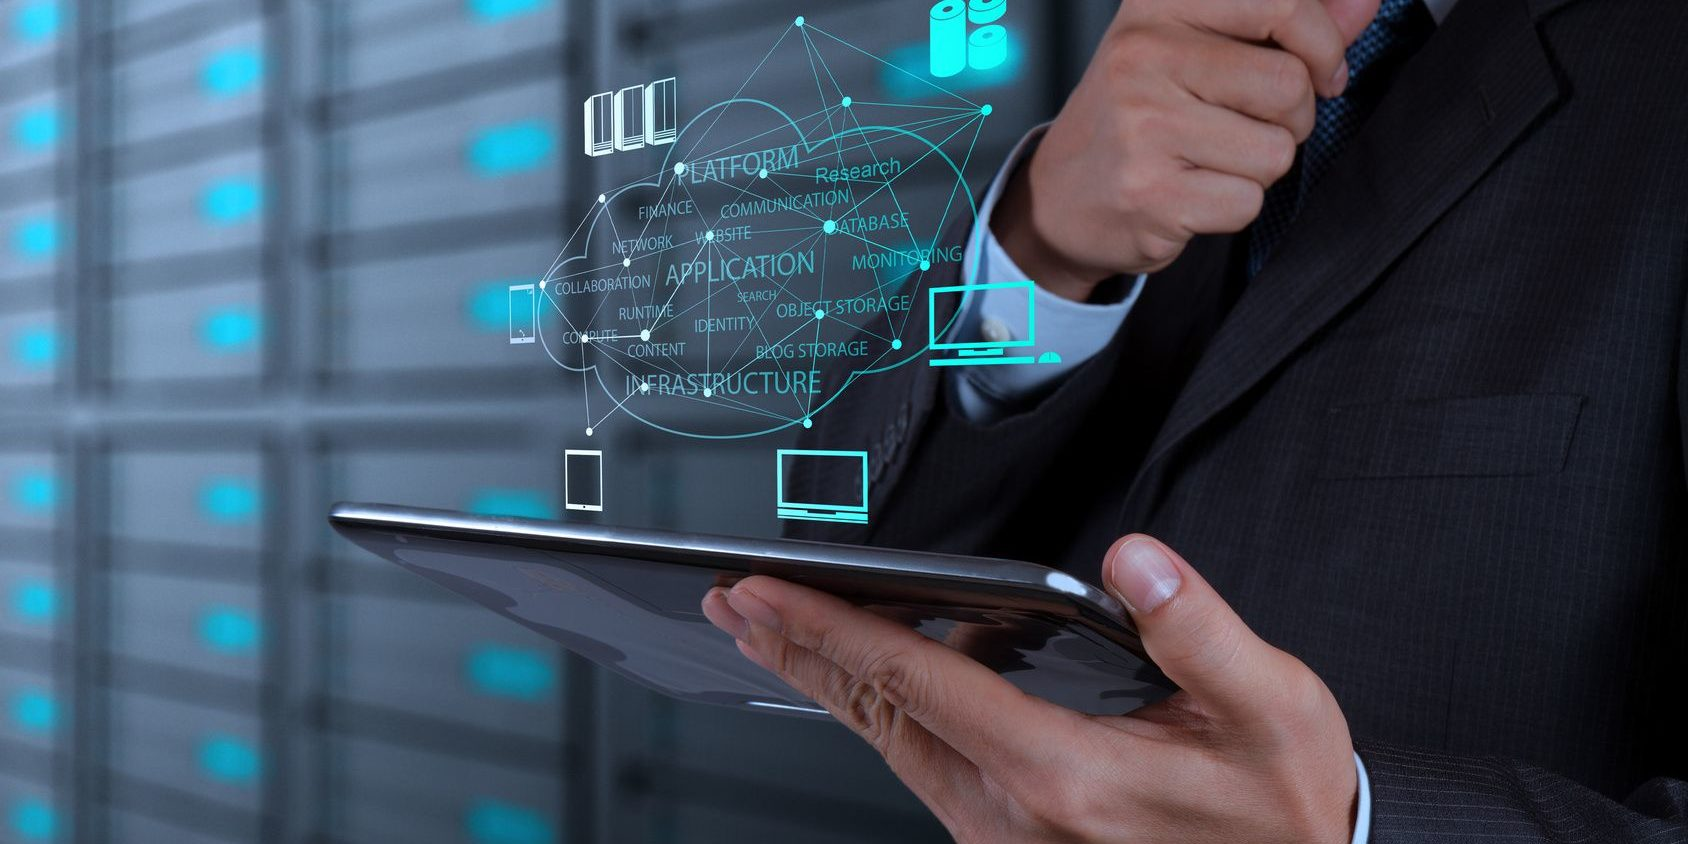 PLATFORM
Research
FINANCE COMMUNICATION
NETWORK WEBSITE DATABASE
APPLICATION MONITORING
COLLABORATION SEARCH
RUNTIME IDENTITY OBJECT STORAGE
COMPUTE CONTENT BLOG STORAGE
INFRASTRUCTURE